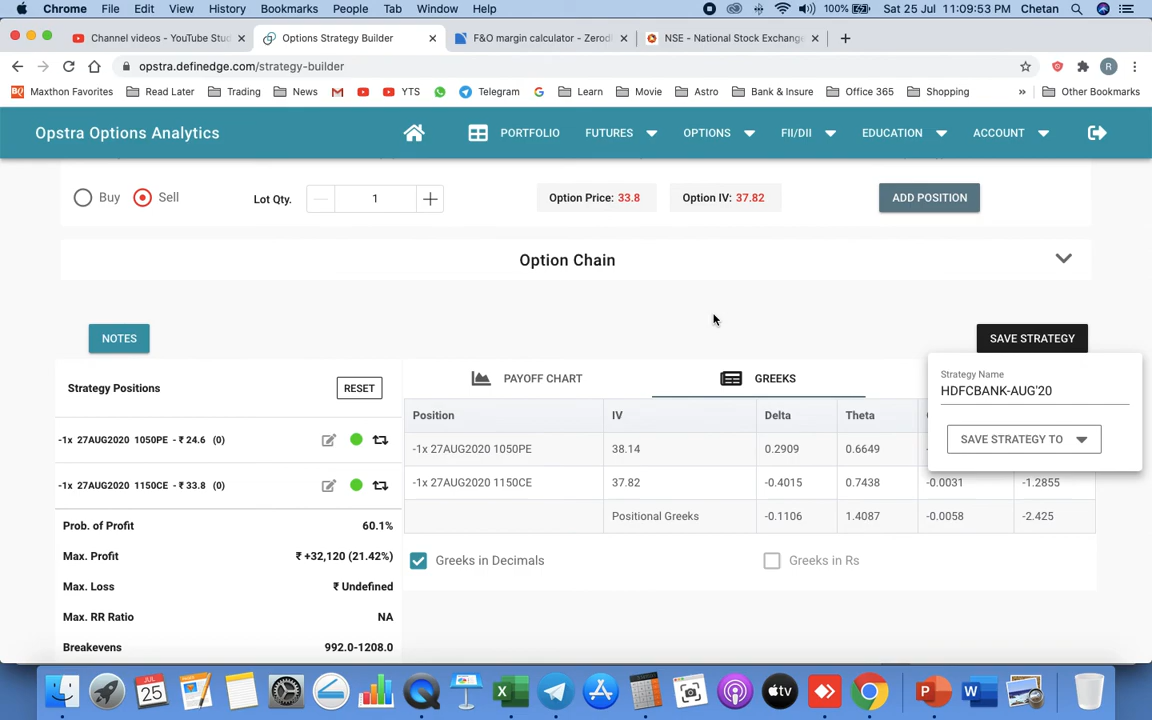 Chrome File Edit View History Bookmarks People Tab Window Help 100% Sat 25 Jul 11:09:53 PM Chetan
Channel videos - YouTube Stud Options Strategy Builder F&O margin calculator - Zerod NSE - National Stock Exchange
opstra.definedge.com/strategy-builder R
Maxthon Favorites Read Later Trading News YTS Telegram Learn Movie Astro Bank & Insure Office 365 Shopping » Other Bookmarks
Opstra Options Analytics PORTFOLIO FUTURES OPTIONS FII/DII EDUCATION ACCOUNT
Buy Sell Lot Qty. 1 Option Price: 33.8 Option IV: 37.82 ADD POSITION
Option Chain
NOTES SAVE STRATEGY
Strategy Positions RESET PAYOFF CHART GREEKS
Strategy Name
HDFCBANK-AUG'20
SAVE STRATEGY TO
Position IV Delta Theta
-1x 27AUG2020 1050PE - ₹ 24.6 (0) -1x 27AUG2020 1050PE 38.14 0.2909 0.6649
-1x 27AUG2020 1150CE - ₹ 33.8 (0) -1x 27AUG2020 1150CE 37.82 -0.4015 0.7438 -0.0031 -1.2855
Positional Greeks -0.1106 1.4087 -0.0058 -2.425
Prob. of Profit 60.1%
Max. Profit ₹ +32,120 (21.42%)
Greeks in Decimals Greeks in Rs
Max. Loss ₹ Undefined
Max. RR Ratio NA
Breakevens 992.0-1208.0
JUL
25
tv
P
W